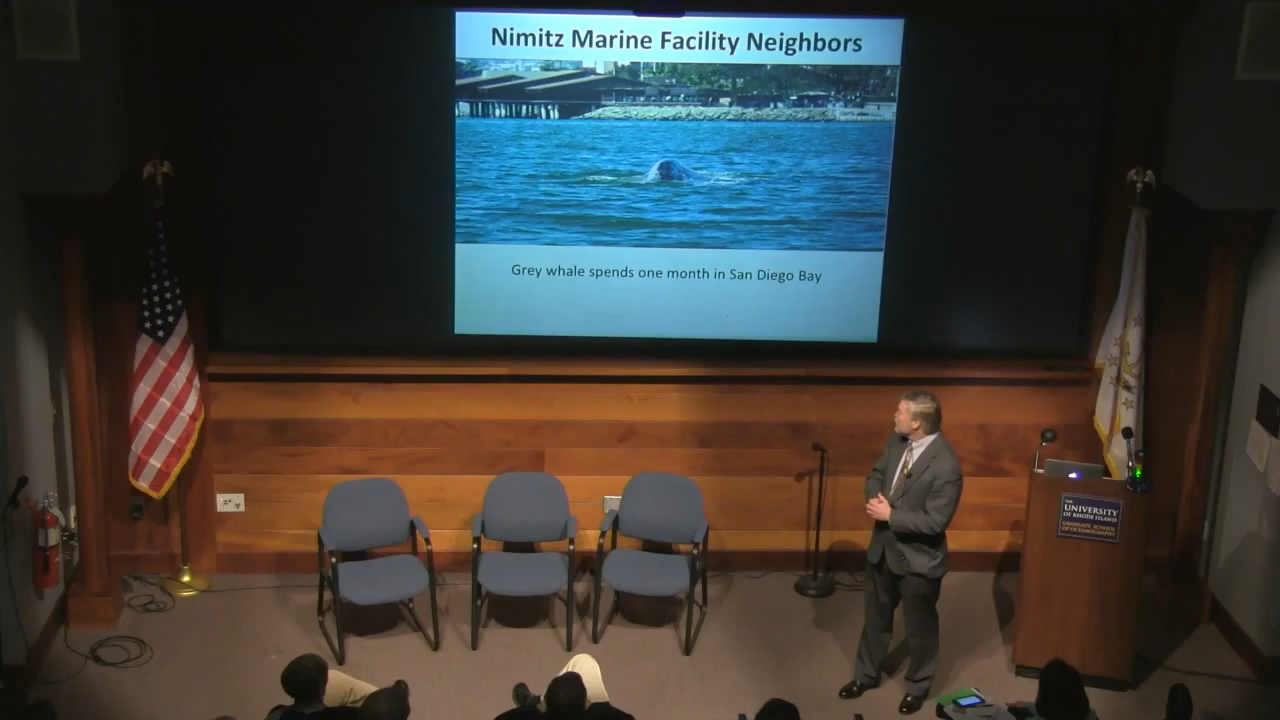 Nimitz Marine Facility Neighbors
Grey whale spends one month in San Diego Bay
THE
UNIVERSITY
OF RHODE ISLAND
GRADUATE SCHOOL
OF OCEANOGRAPHY